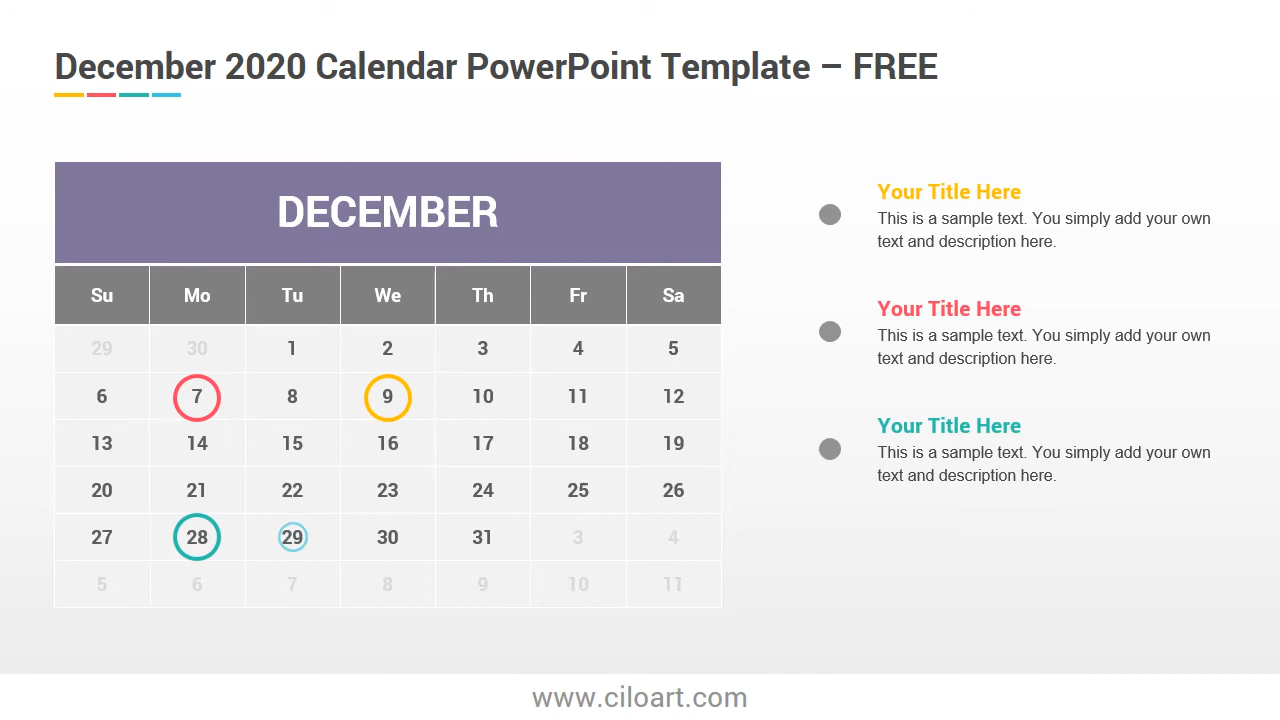 December 2020 Calendar PowerPoint Template – FREE
DECEMBER
Su Mo Tu We Th Fr Sa
29 30 1 2 3 4 5
6 7 8 9 10 11 12
13 14 15 16 17 18 19
20 21 22 23 24 25 26
27 28 29 30 31 3 4
5 6 7 8 9 10 11
Your Title Here
This is a sample text. You simply add your own
text and description here.
Your Title Here
This is a sample text. You simply add your own
text and description here.
Your Title Here
This is a sample text. You simply add your own
text and description here.
www.ciloart.com